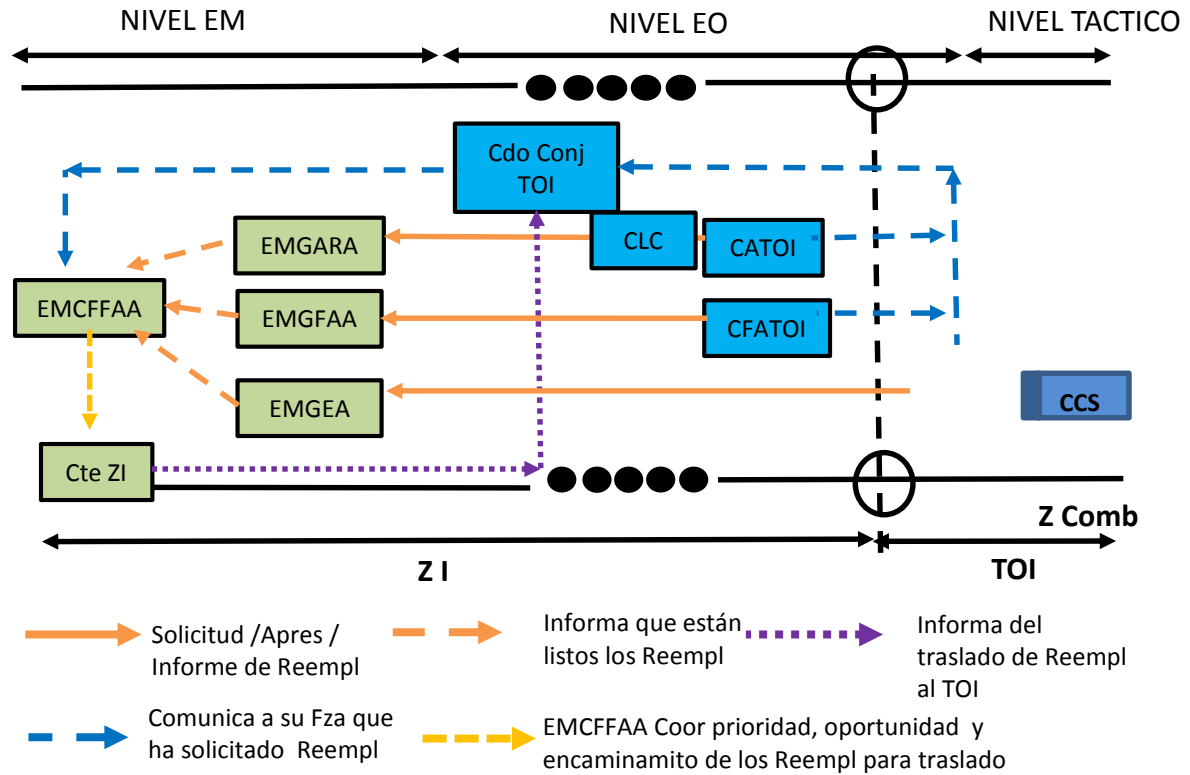 NIVEL EM
NIVEL EO
NIVEL TACTICO
Cdo Conj
TOI
EMGARA
CLC
CATOI
EMCFFAA
EMGFAA
CFATOI
EMGEA
CCS
Cte ZI
Z Comb
Z I
TOI
Solicitud /Apres /
Informe de Reempl
Informa que están
listos los Reempl
Informa del
traslado de Reempl
al TOI
Comunica a su Fza que
ha solicitado Reempl
EMCFFAA Coor prioridad, oportunidad y
encaminamito de los Reempl para traslado